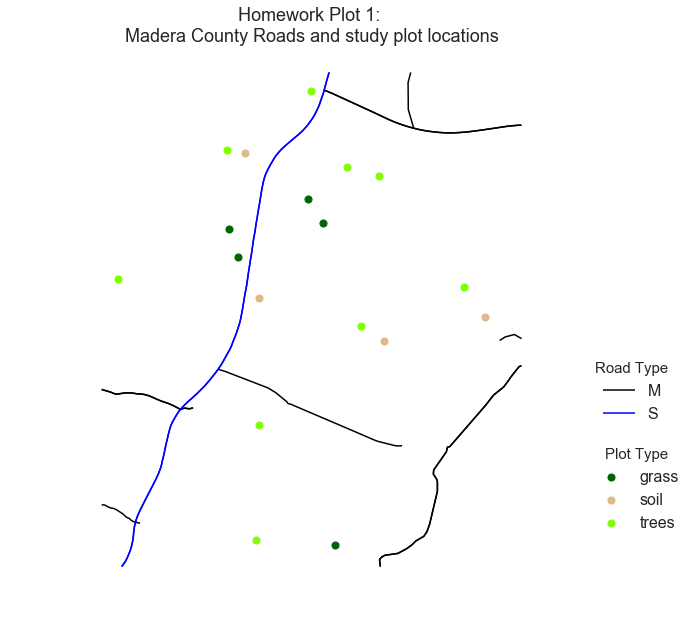 Homework Plot 1:
Madera County Roads and study plot locations
Road Type
M
S
Plot Type
grass
soil
trees